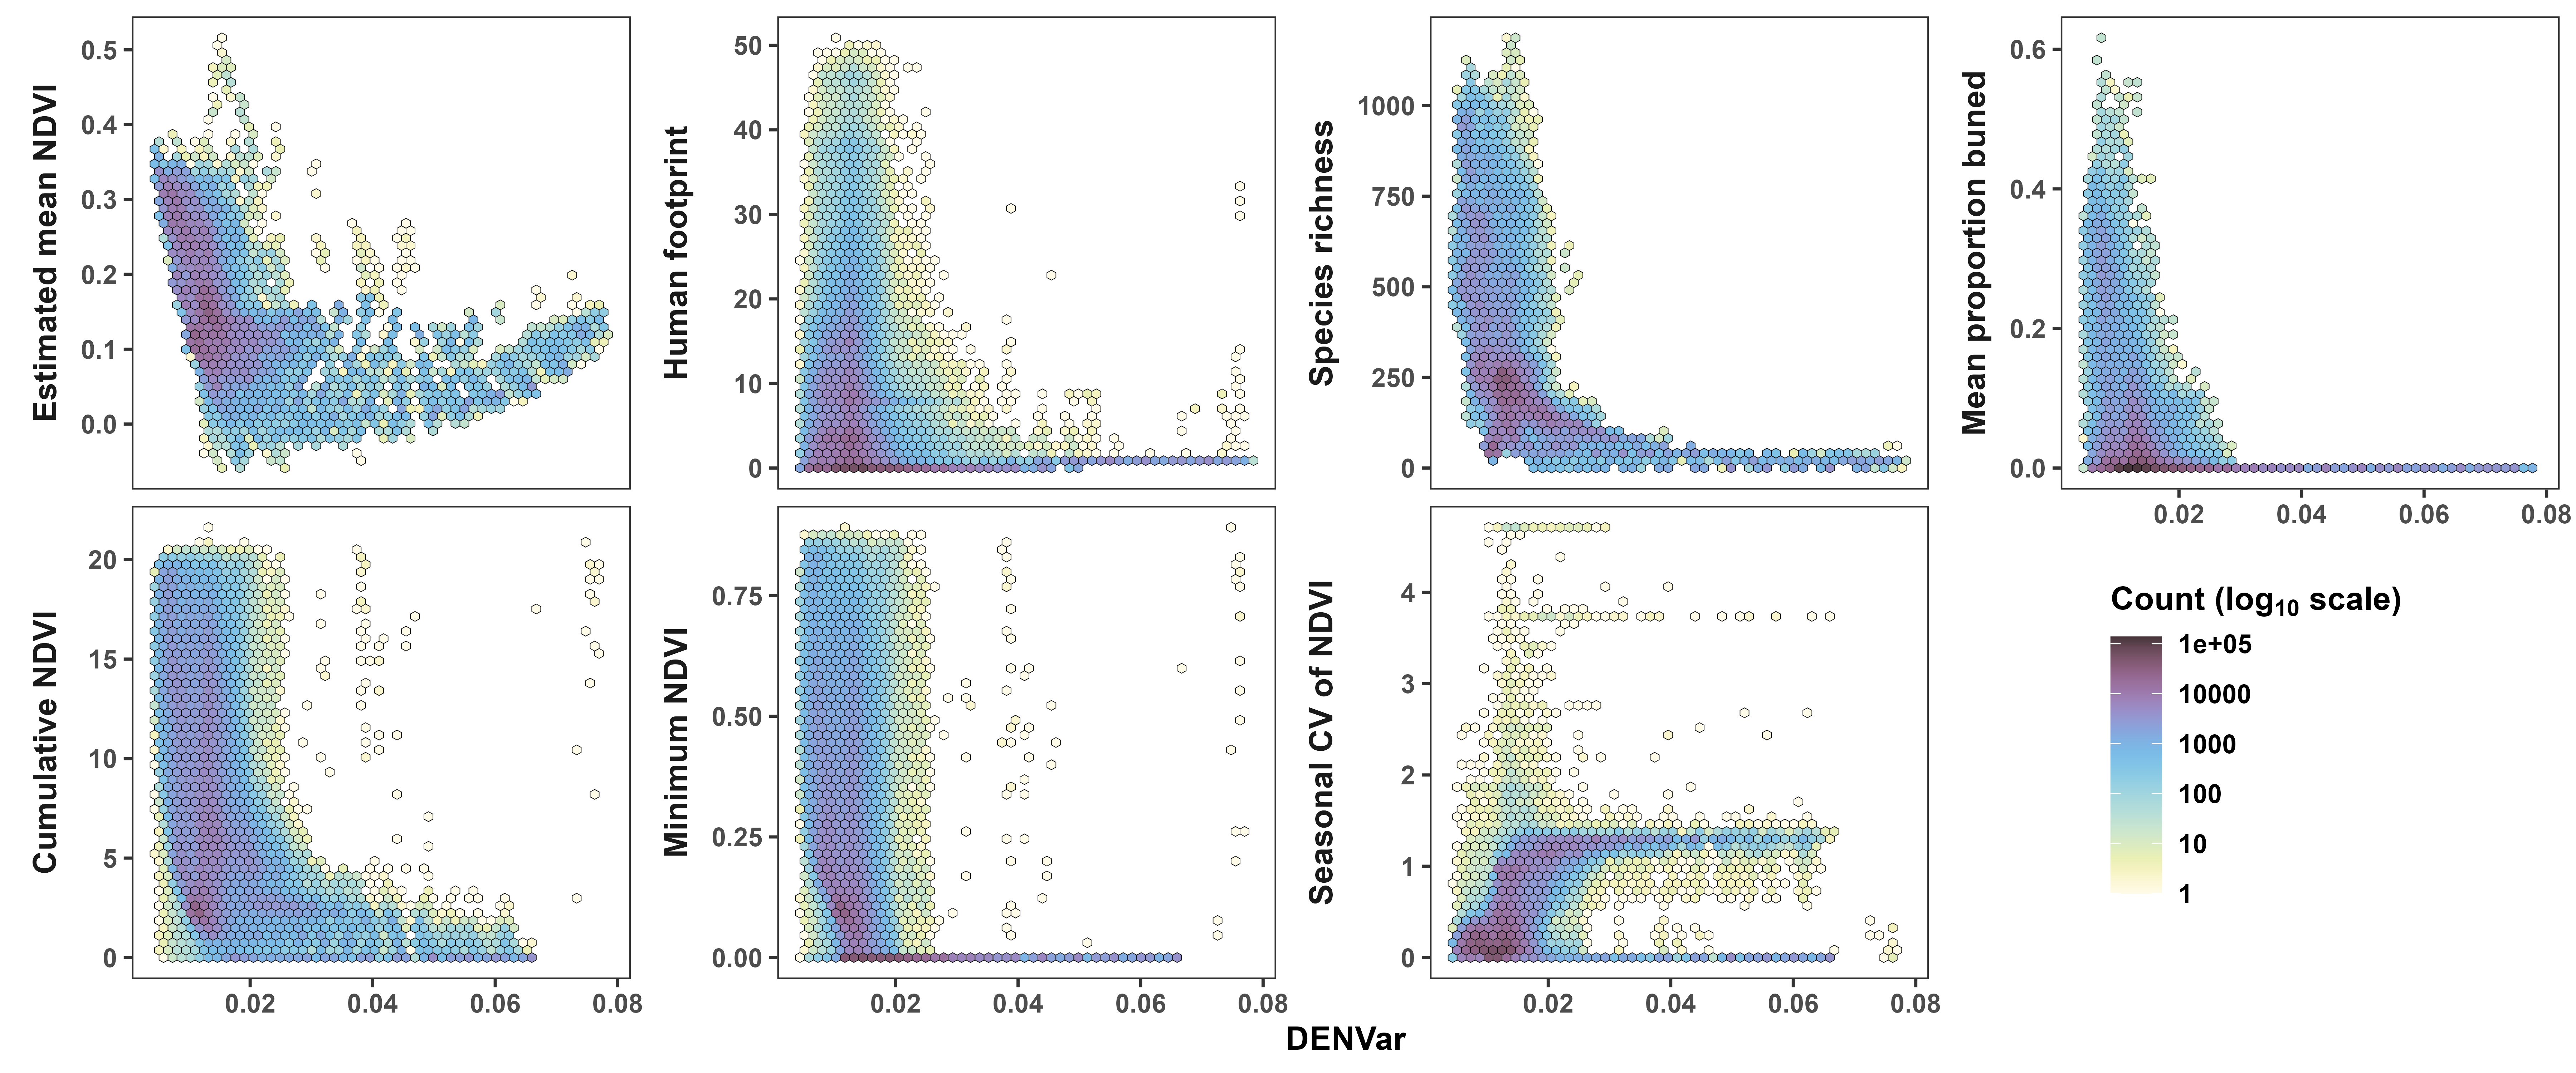 Estimated mean NDVI
0.5
0.4
0.3
0.2
0.1
0.0
Human footprint
50
40
30
20
10
0
Species richness
1000
750
500
250
0
Mean proportion buned
0.6
0.4
0.2
0.0
0.02 0.04 0.06 0.08
Cumulative NDVI
20
15
10
5
0
0.02 0.04 0.06 0.08
Minimum NDVI
0.75
0.50
0.25
0.00
0.02 0.04 0.06 0.08
Seasonal CV of NDVI
4
3
2
1
0
0.02 0.04 0.06 0.08
DENVar
Count (log₁₀ scale)
1e+05
10000
1000
100
10
1